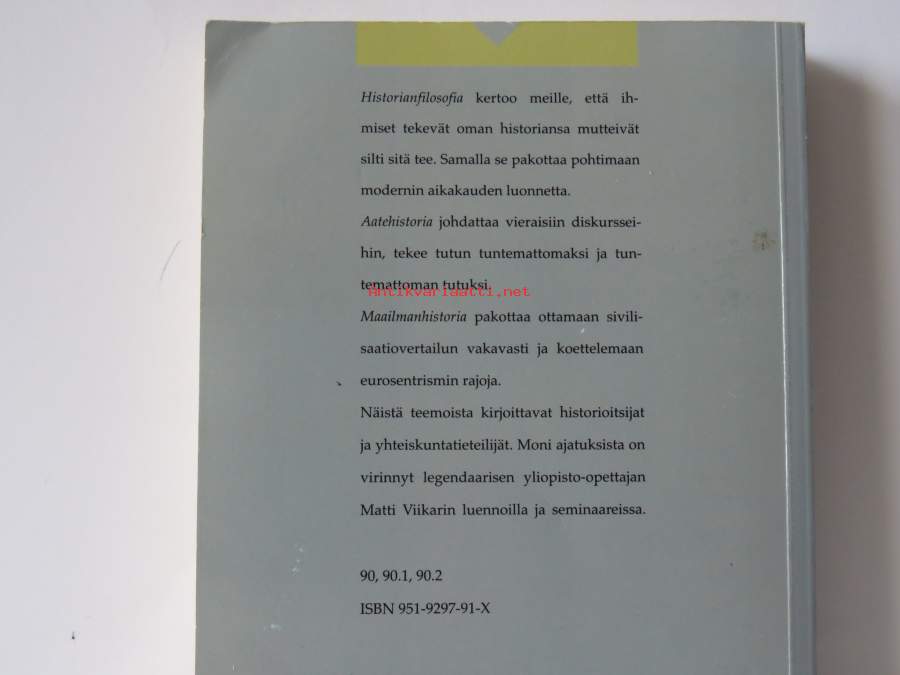 Historianfilosofia kertoo meille, että ih-
miset tekevät oman historiansa mutteivät
silti sitä tee. Samalla se pakottaa pohtimaan
modernin aikakauden luonnetta.
Aatehistoria johdattaa vieraisiin diskurssei-
hin, tekee tutun tuntemattomaksi ja tun-
temattoman tutuksi.
Antikvariaatti.net
Maailmanhistoria pakottaa ottamaan sivili-
saatiovertailun vakavasti ja koettelemaan
eurosentrismin rajoja.
Näistä teemoista kirjoittavat historioitsijat
ja yhteiskuntatieteilijät. Moni ajatuksista on
virinnyt legendaarisen yliopisto-opettajan
Matti Viikarin luennoilla ja seminaareissa.
90, 90.1, 90.2
ISBN 951-9297-91-X